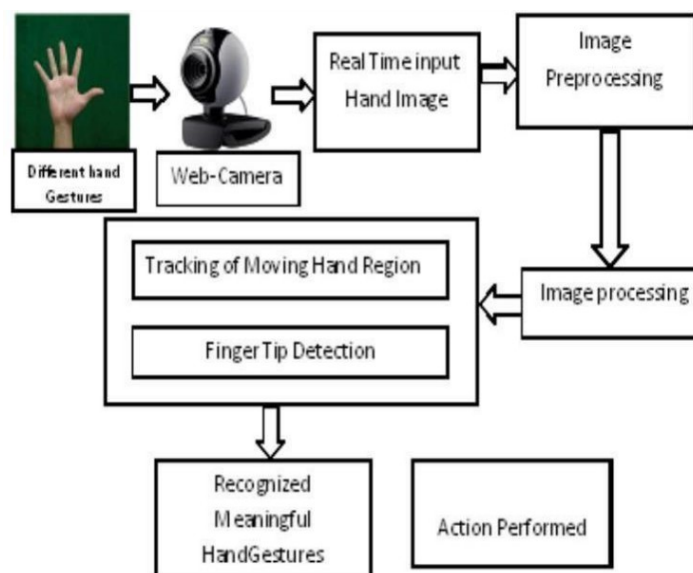 Different hand
Gestures
Web-Camera
Real Time input
Hand Image
Image
Preprocessing
Image processing
Tracking of Moving Hand Region
Finger Tip Detection
Recognized
Meaningful
HandGestures
Action Performed